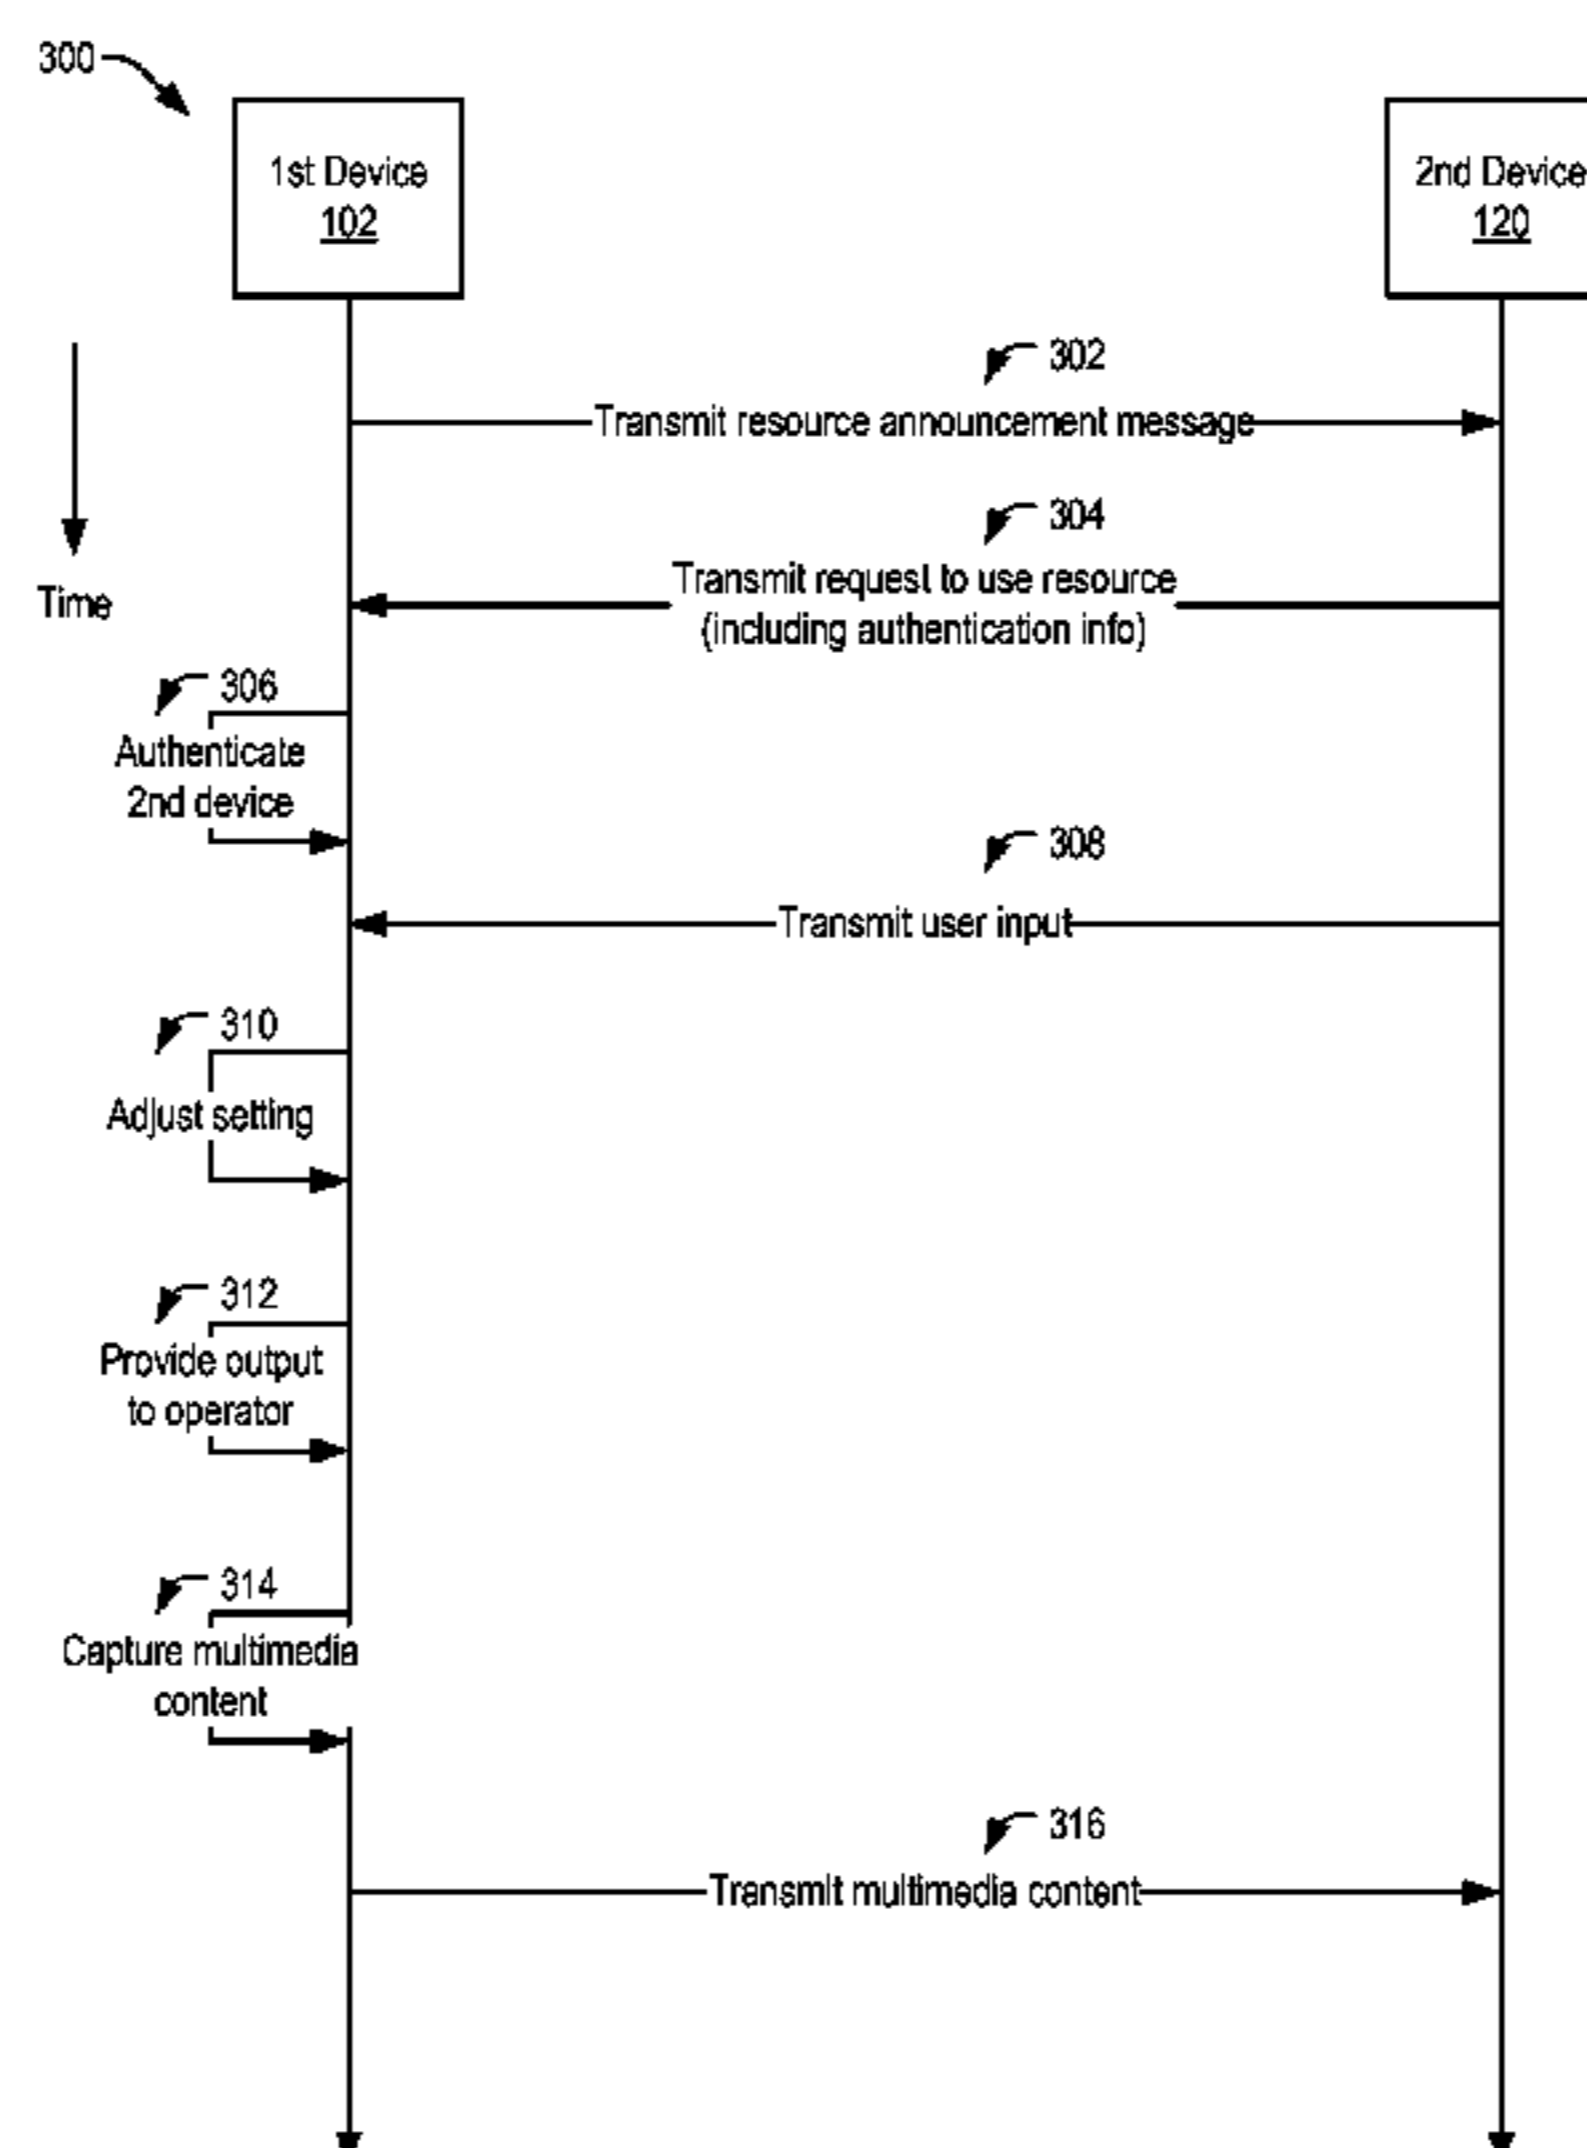 300
1st Device
102
2nd Device
120
302
Transmit resource announcement message
304
Transmit request to use resource
(including authentication info)
Time
306
Authenticate
2nd device
308
Transmit user input
310
Adjust setting
312
Provide output
to operator
314
Capture multimedia
content
316
Transmit multimedia content